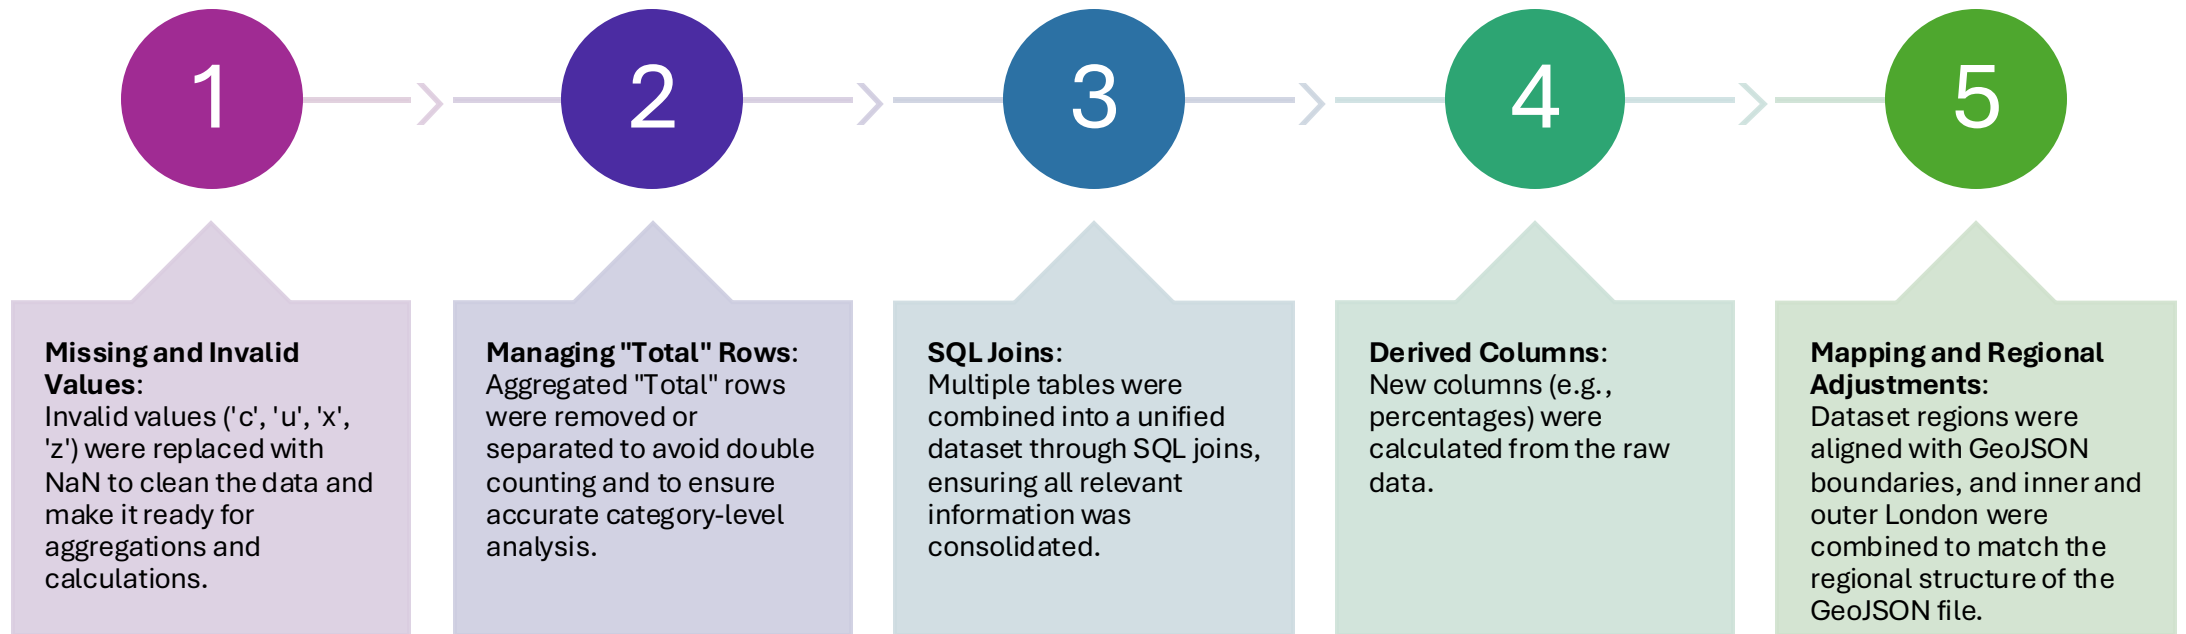 1
2
3
4
5
Missing and Invalid
Values:
Invalid values ('c', 'u', 'x',
'z') were replaced with
NaN to clean the data and
make it ready for
aggregations and
calculations.
Managing "Total" Rows:
Aggregated "Total" rows
were removed or
separated to avoid double
counting and to ensure
accurate category-level
analysis.
SQL Joins:
Multiple tables were
combined into a unified
dataset through SQL joins,
ensuring all relevant
information was
consolidated.
Derived Columns:
New columns (e.g.,
percentages) were
calculated from the raw
data.
Mapping and Regional
Adjustments:
Dataset regions were
aligned with GeoJSON
boundaries, and inner and
outer London were
combined to match the
regional structure of the
GeoJSON file.